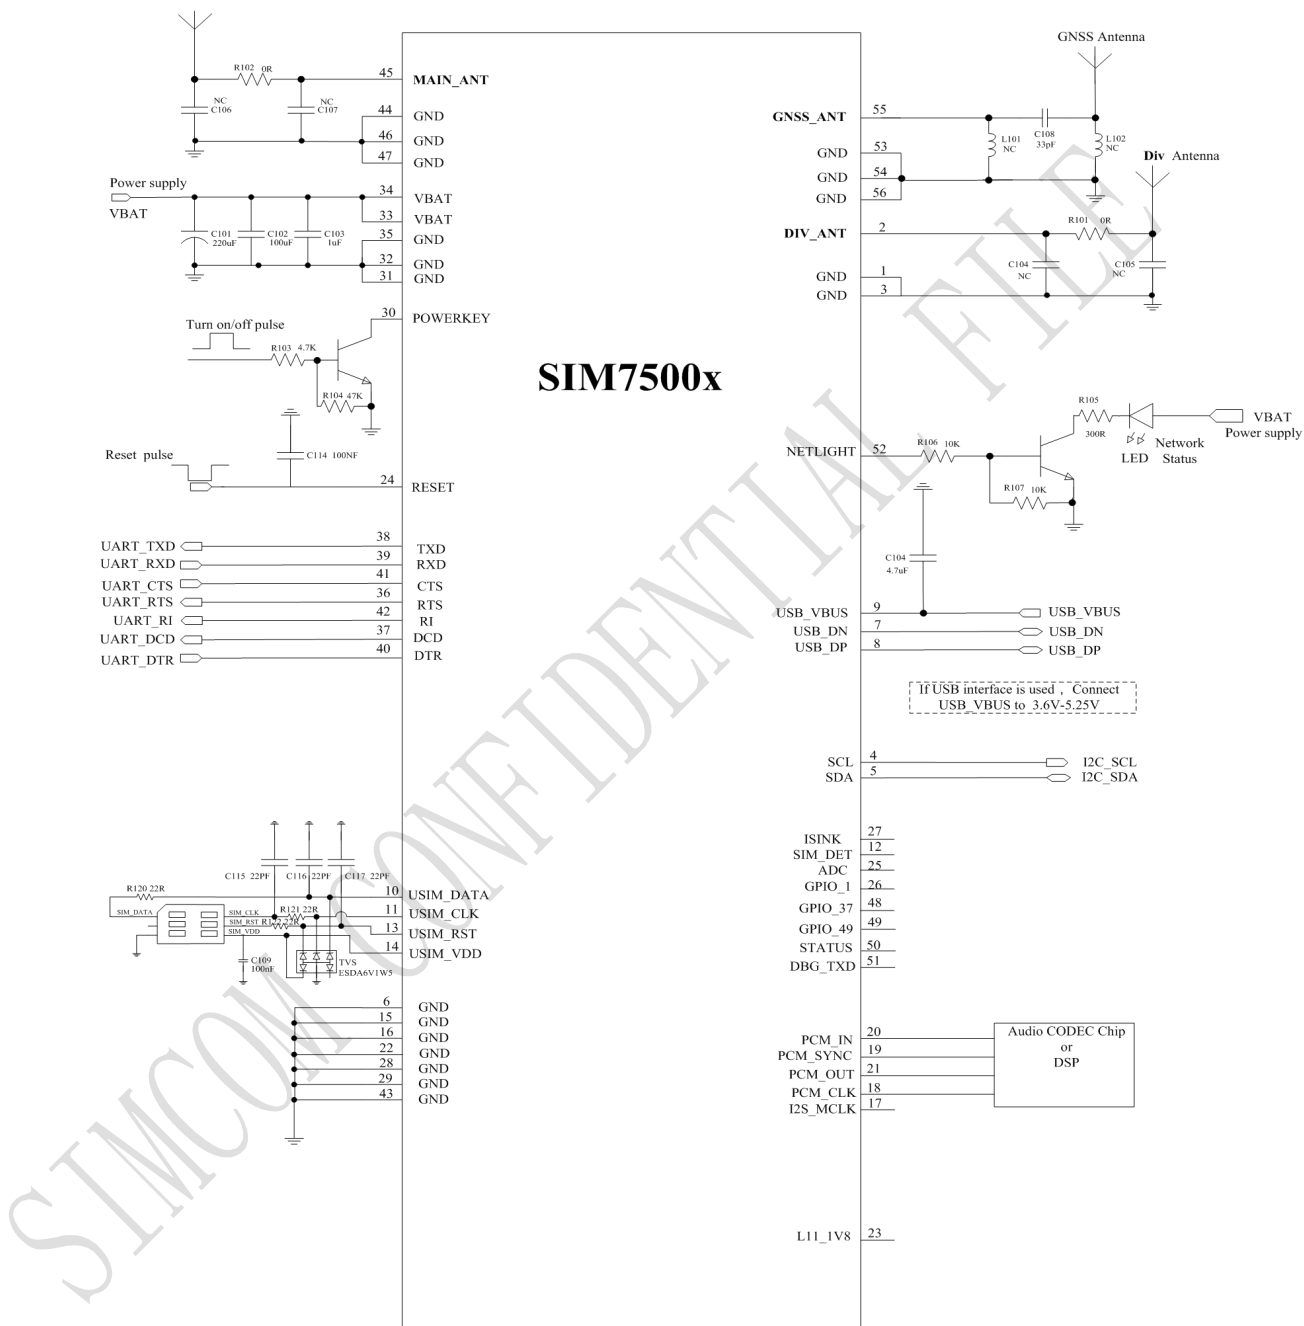 R102 0R
45 MAIN_ANT
NC
C106
NC
C107
44 GND
46 GND
47 GND
Power supply
VBAT
34 VBAT
33 VBAT
35 GND
32 GND
31 GND
C101
220uF
C102
100uF
C103
1uF
30 POWERKEY
Turn on/off pulse
R103 4.7K
R104 47K
Reset pulse
C114 100NF
24 RESET
UART_TXD 38 TXD
UART_RXD 39 RXD
UART_CTS 41 CTS
UART_RTS 36 RTS
UART_RI 42 RI
UART_DCD 37 DCD
UART_DTR 40 DTR
C115 22PF C116 22PF C117 22PF
R120 22R
SIM_DATA
SIM_CLK
SIM_RST
SIM_VDD
R121 22R
R122 22R
10 USIM_DATA
11 USIM_CLK
13 USIM_RST
14 USIM_VDD
C109
100nF
TVS
ESDA6V1W5
6 GND
15 GND
16 GND
22 GND
28 GND
29 GND
43 GND
SIM7500x
GNSS Antenna
GNSS_ANT 55
L101
NC
C108
33pF
L102
NC
GND 53
GND 54
GND 56
Div Antenna
DIV_ANT 2
R101 0R
C104
NC
C105
NC
GND 1
GND 3
R105
300R
LED
Network
Status
VBAT
Power supply
NETLIGHT 52
R106 10K
R107 10K
C104
4.7uF
USB_VBUS 9 USB_VBUS
USB_DN 7 USB_DN
USB_DP 8 USB_DP
If USB interface is used , Connect
USB_VBUS to 3.6V-5.25V
SCL 4 I2C_SCL
SDA 5 I2C_SDA
ISINK 27
SIM_DET 12
ADC 25
GPIO_1 26
GPIO_37 48
GPIO_49 49
STATUS 50
DBG_TXD 51
PCM_IN 20
PCM_SYNC 19
PCM_OUT 21
PCM_CLK 18
I2S_MCLK 17
Audio CODEC Chip
or
DSP
L11_1V8 23
SIMCOM CONFIDENTIAL FILE